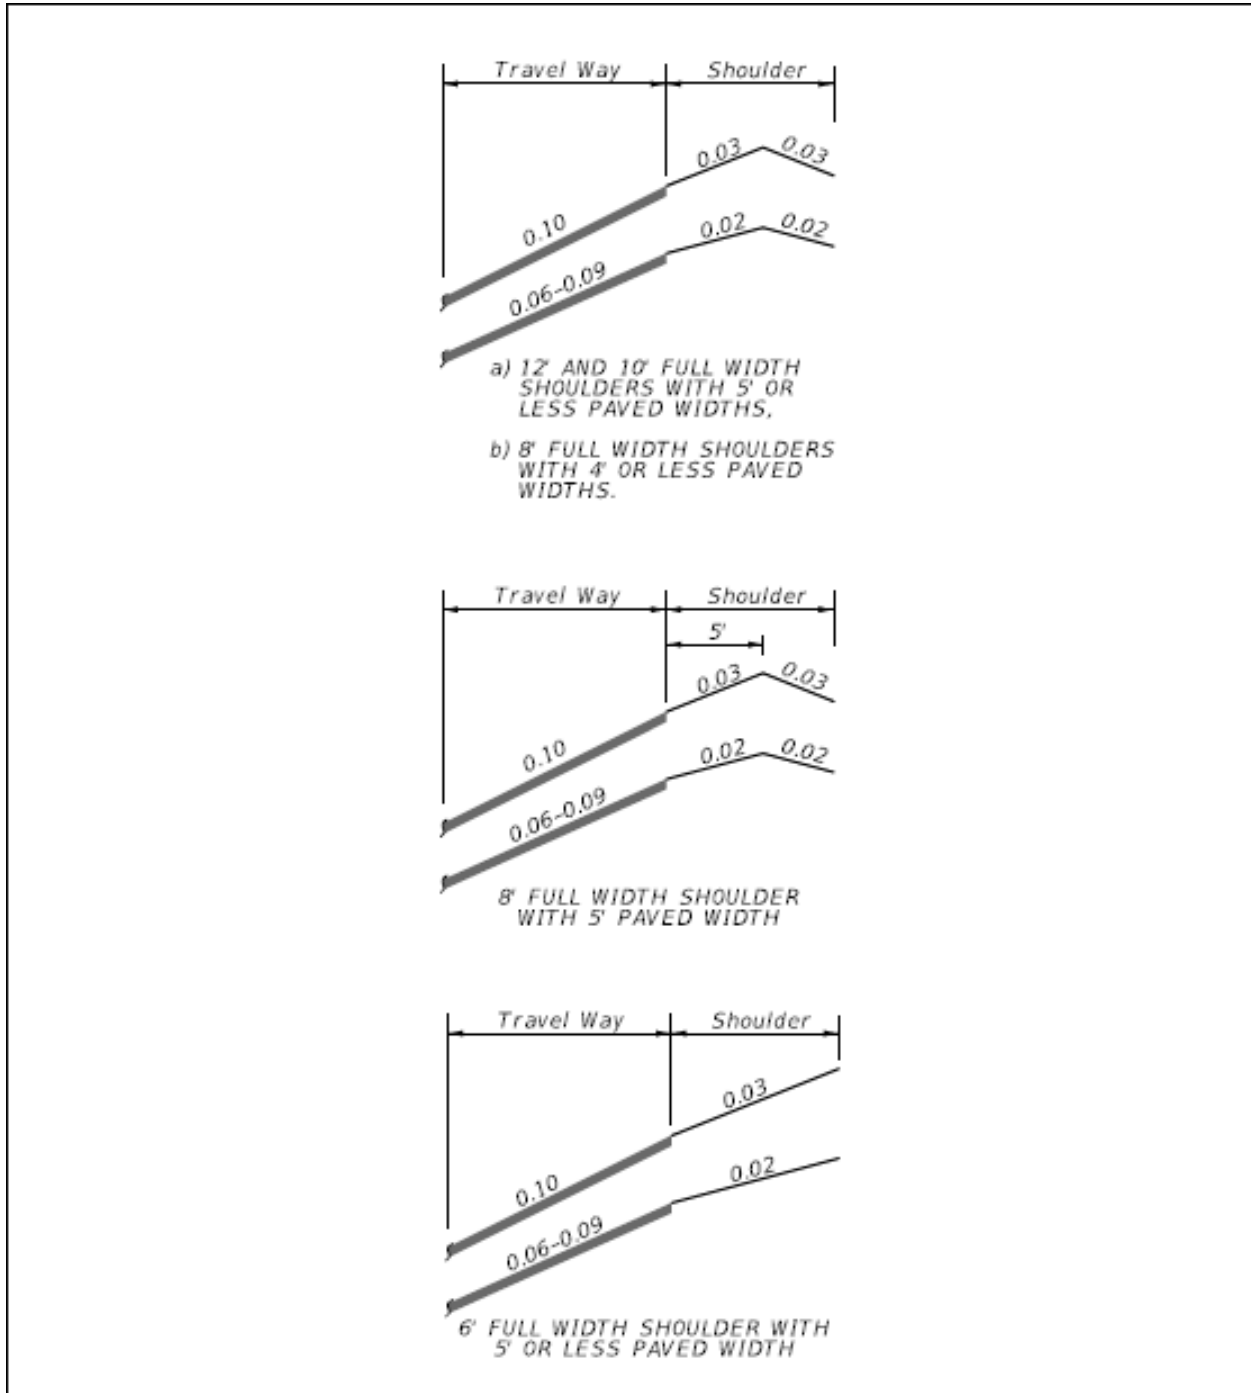 Travel Way Shoulder
0.03 0.03
0.10
0.02 0.02
0.06-0.09
a) 12' AND 10' FULL WIDTH
SHOULDERS WITH 5' OR
LESS PAVED WIDTHS,
b) 8' FULL WIDTH SHOULDERS
WITH 4' OR LESS PAVED
WIDTHS.
Travel Way Shoulder
5'
0.03 0.03
0.10
0.02 0.02
0.06-0.09
8' FULL WIDTH SHOULDER
WITH 5' PAVED WIDTH
Travel Way Shoulder
0.03
0.10
0.02
0.06-0.09
6' FULL WIDTH SHOULDER WITH
5' OR LESS PAVED WIDTH